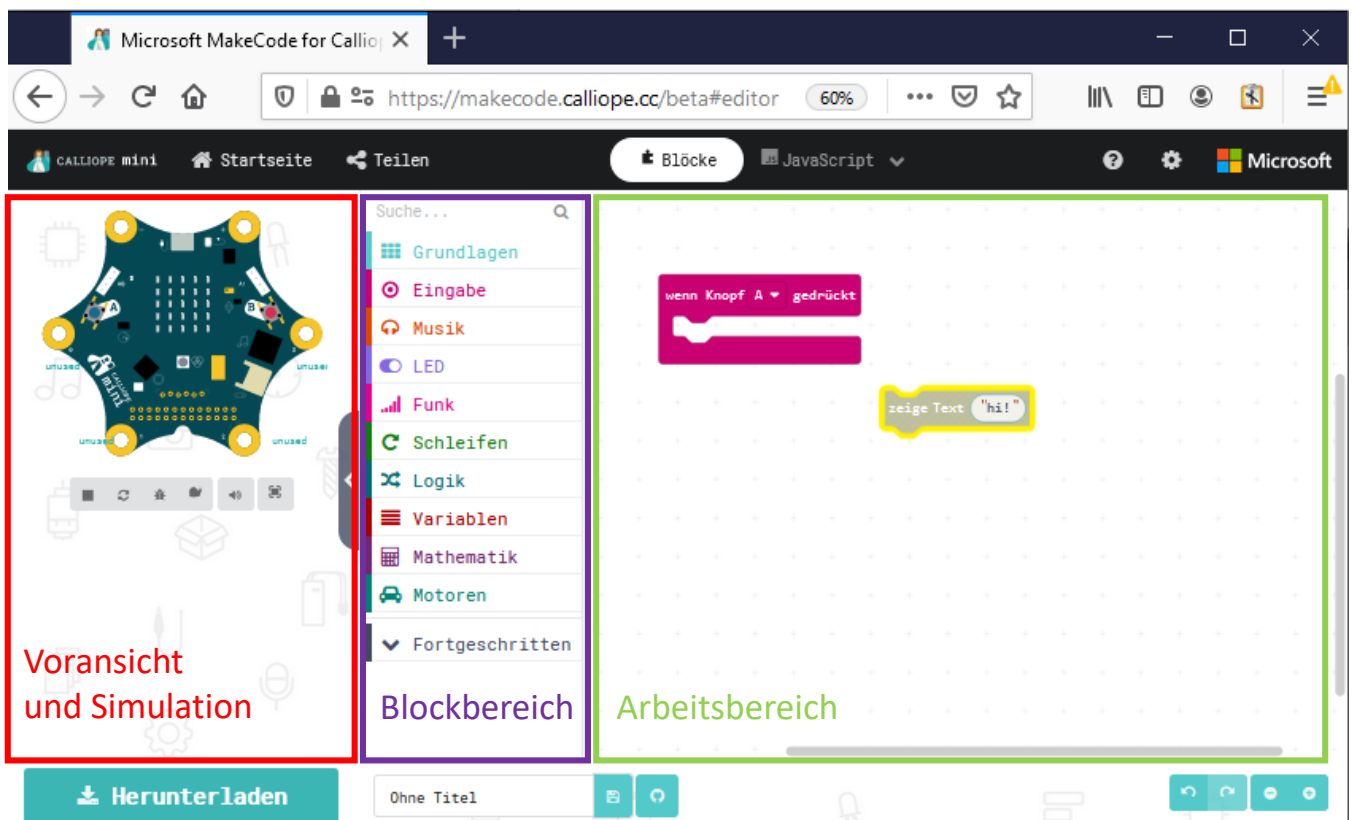 Microsoft MakeCode for Callio
https://makecode.calliope.cc/beta#editor 60%
CALLIOPE mini Startseite Teilen Blöcke JavaScript Microsoft
Suche...
Grundlagen
Eingabe
Musik
LED
Funk
Schleifen
Logik
Variablen
Mathematik
Motoren
Fortgeschritten
A
B
CALLIOPE
mini
unused
unused
unused
wenn Knopf A gedrückt
zeige Text "hi!"
Voransicht
und Simulation
Blockbereich
Arbeitsbereich
Herunterladen
Ohne Titel